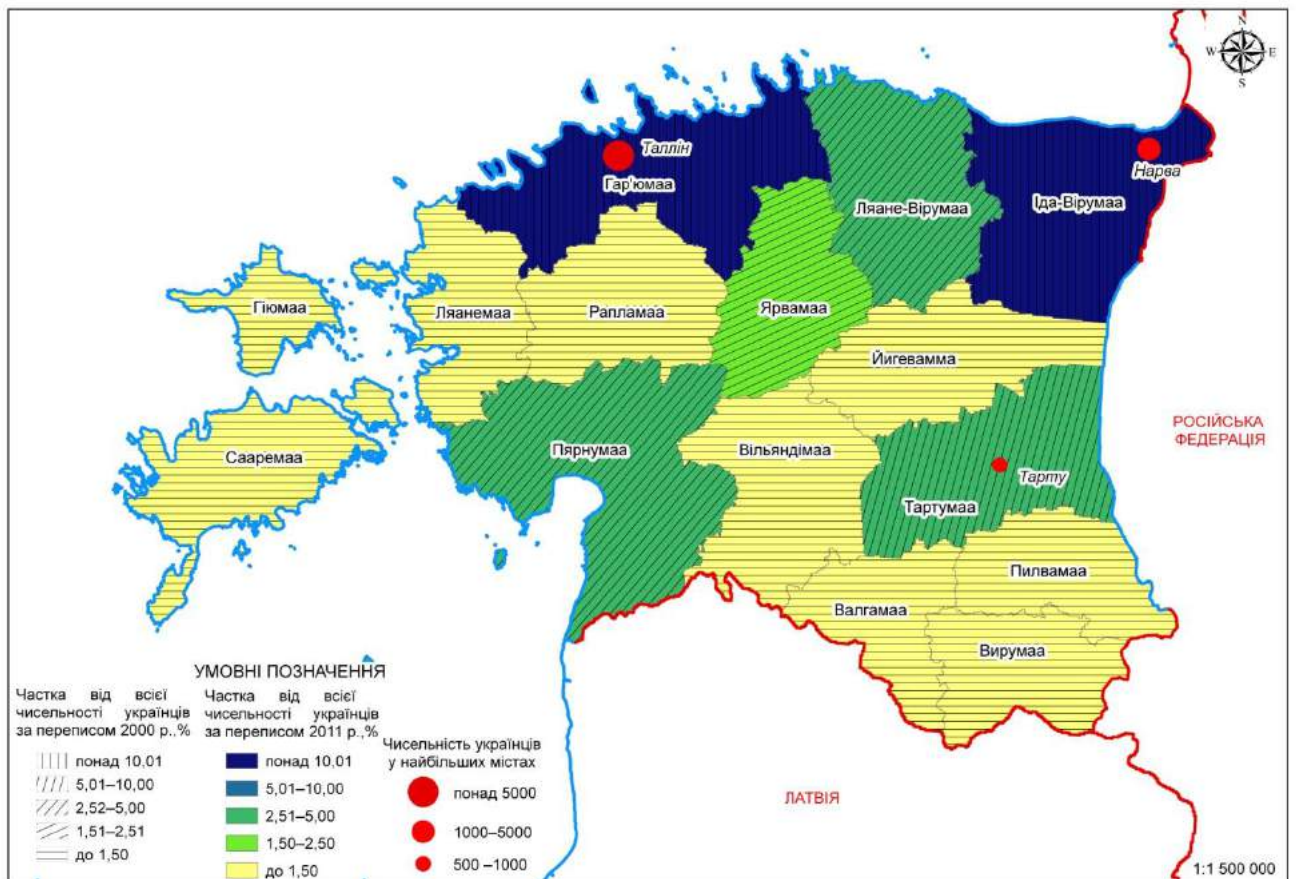 N
W E
S
Таллін
Гар'юмаа
Нарва
Ляане-Вірумаа
Іда-Вірумаа
Гіюмаа
Ляанемаа
Рапламаа
Ярвамаа
Йигевамма
РОСІЙСЬКА
ФЕДЕРАЦІЯ
Сааремаа
Пярнумаа
Вільяндімаа
Тарту
Тартумаа
Пилвамаа
Валгамаа
Вирумаа
ЛАТВІЯ
УМОВНІ ПОЗНАЧЕННЯ
Частка від всієї
чисельності українців
за переписом 2000 р.,%
понад 10,01
5,01–10,00
2,52–5,00
1,51–2,51
до 1,50
Частка від всієї
чисельності українців
за переписом 2011 р.,%
понад 10,01
5,01–10,00
2,51–5,00
1,50–2,50
до 1,50
Чисельність українців
у найбільших містах
понад 5000
1000–5000
500 –1000
1:1 500 000